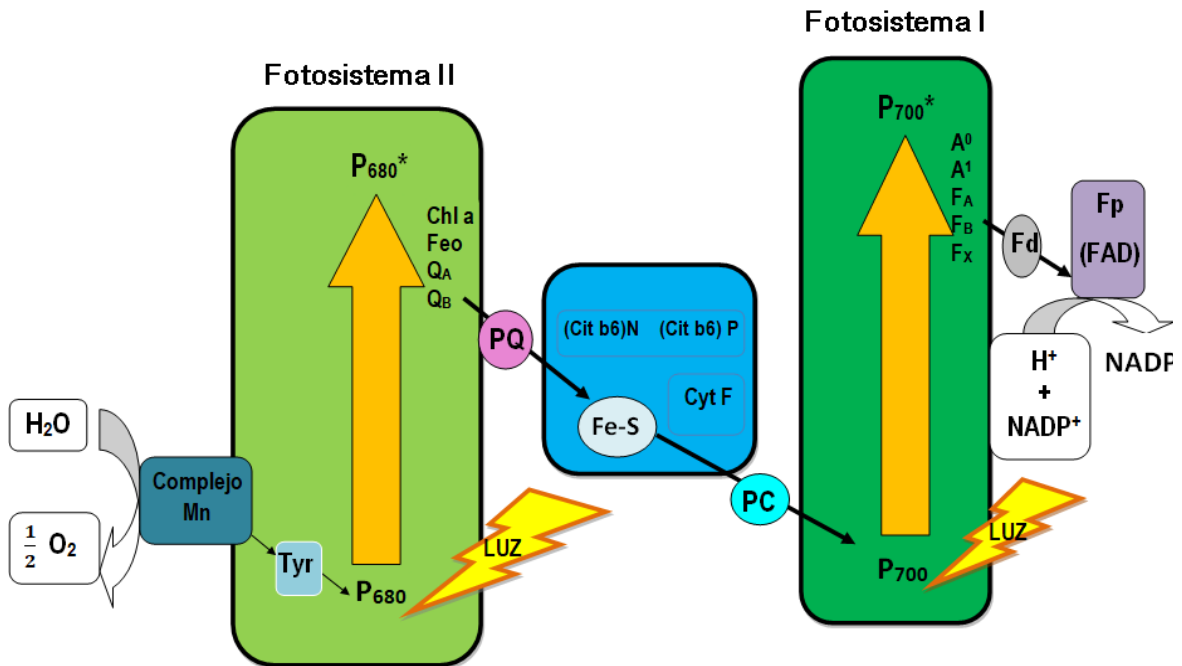 Fotosistema II
Fotosistema I
P680*
Chl a
Feo
QA
QB
PQ
(Cit b6)N (Cit b6) P
Cyt F
Fe-S
PC
H₂O
1/2 O₂
Complejo
Mn
Tyr
P680
LUZ
P700*
A⁰
A¹
FA
FB
FX
Fd
Fp
(FAD)
H⁺
+
NADP⁺
NADP
P700
LUZ